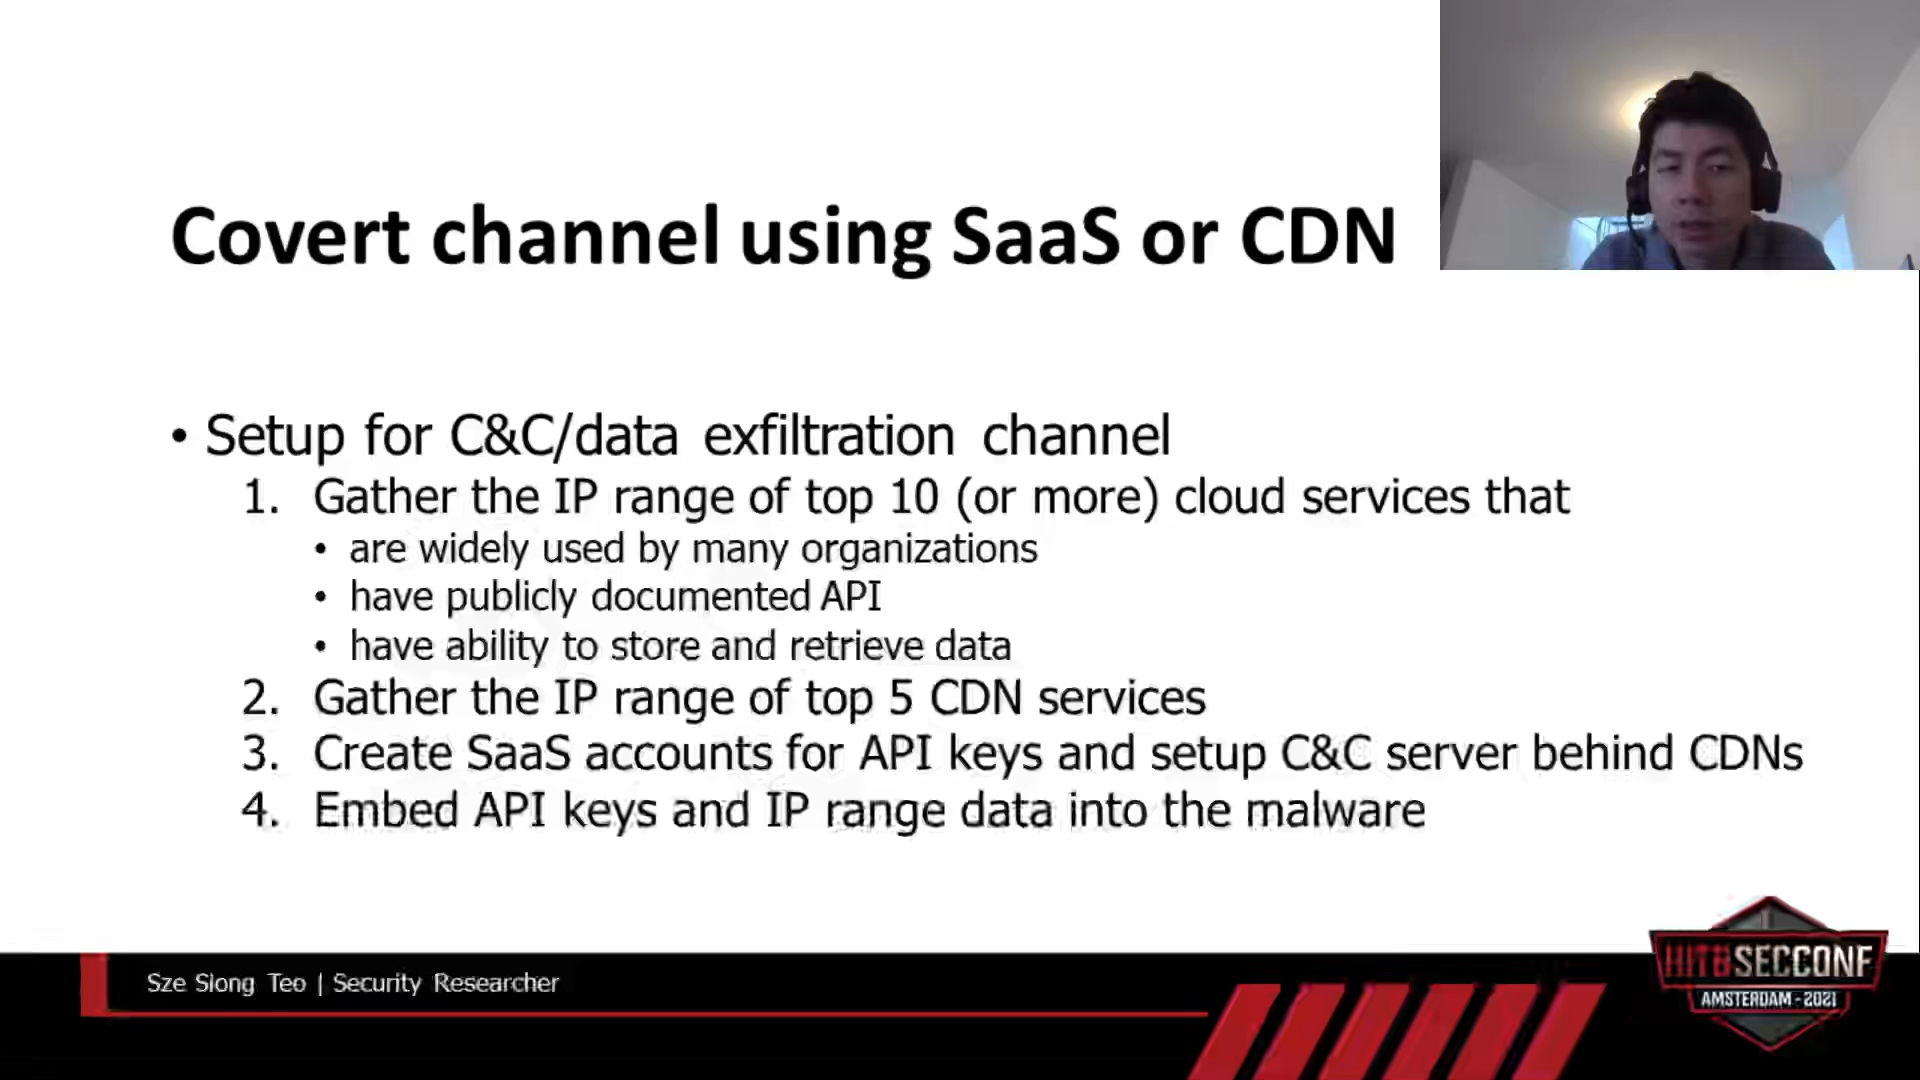 Covert channel using SaaS or CDN
• Setup for C&C/data exfiltration channel
1. Gather the IP range of top 10 (or more) cloud services that
• are widely used by many organizations
• have publicly documented API
• have ability to store and retrieve data
2. Gather the IP range of top 5 CDN services
3. Create SaaS accounts for API keys and setup C&C server behind CDNs
4. Embed API keys and IP range data into the malware
Sze Siong Teo | Security Researcher
HITBSECCONF
AMSTERDAM - 2021